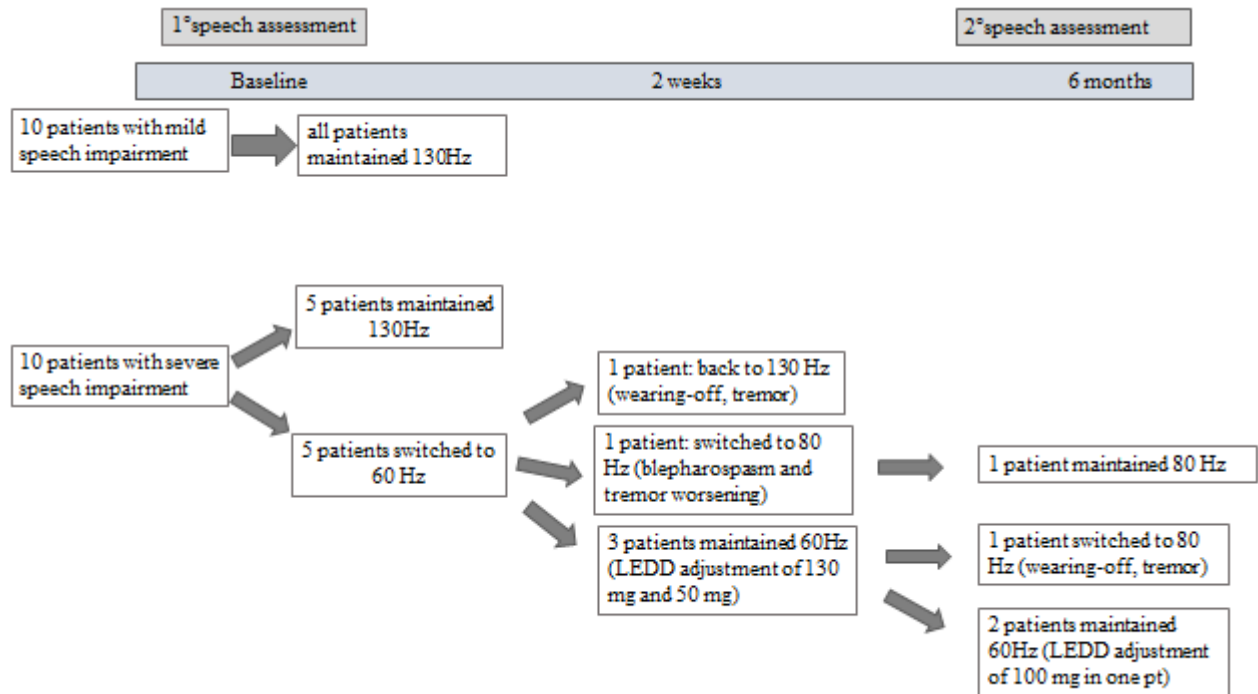 1°speech assessment
2°speech assessment
Baseline
2 weeks
6 months
10 patients with mild
speech impairment
all patients
maintained 130Hz
5 patients maintained
130Hz
10 patients with severe
speech impairment
1 patient: back to 130 Hz
(wearing-off, tremor)
5 patients switched to
60 Hz
1 patient: switched to 80
Hz (blepharospasm and
tremor worsening)
1 patient maintained 80 Hz
3 patients maintained 60Hz
(LEDD adjustment of 130
mg and 50 mg)
1 patient switched to 80
Hz (wearing-off, tremor)
2 patients maintained
60Hz (LEDD adjustment
of 100 mg in one pt)